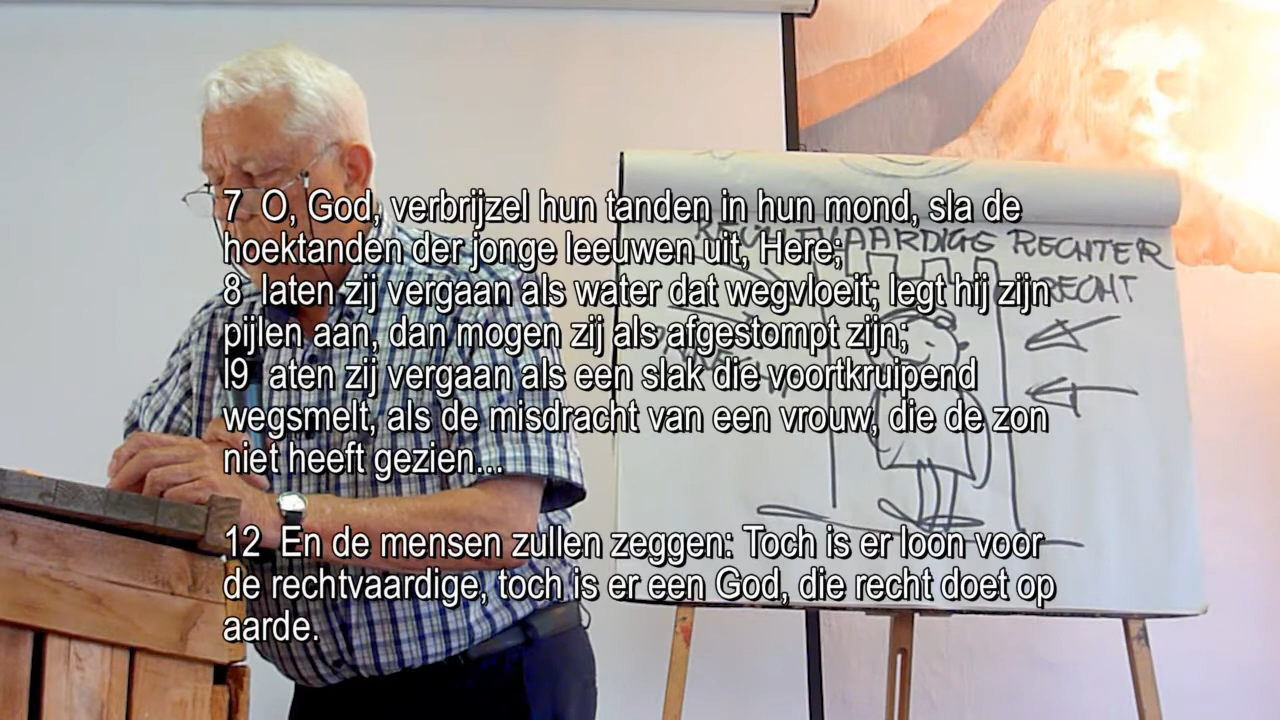 7 O, God, verbrijzel hun tanden in hun mond, sla de
hoektanden der jonge leeuwen uit, Here;
8 laten zij vergaan als water dat wegvloeit; legt hij zijn
pijlen aan, dan mogen zij als afgestompt zijn;
l9 aten zij vergaan als een slak die voortkruipend
wegsmelt, als de misdracht van een vrouw, die de zon
niet heeft gezien...
12 En de mensen zullen zeggen: Toch is er loon voor
de rechtvaardige, toch is er een God, die recht doet op
aarde.
RECHTVAARDIGE RECHTER
RECHT